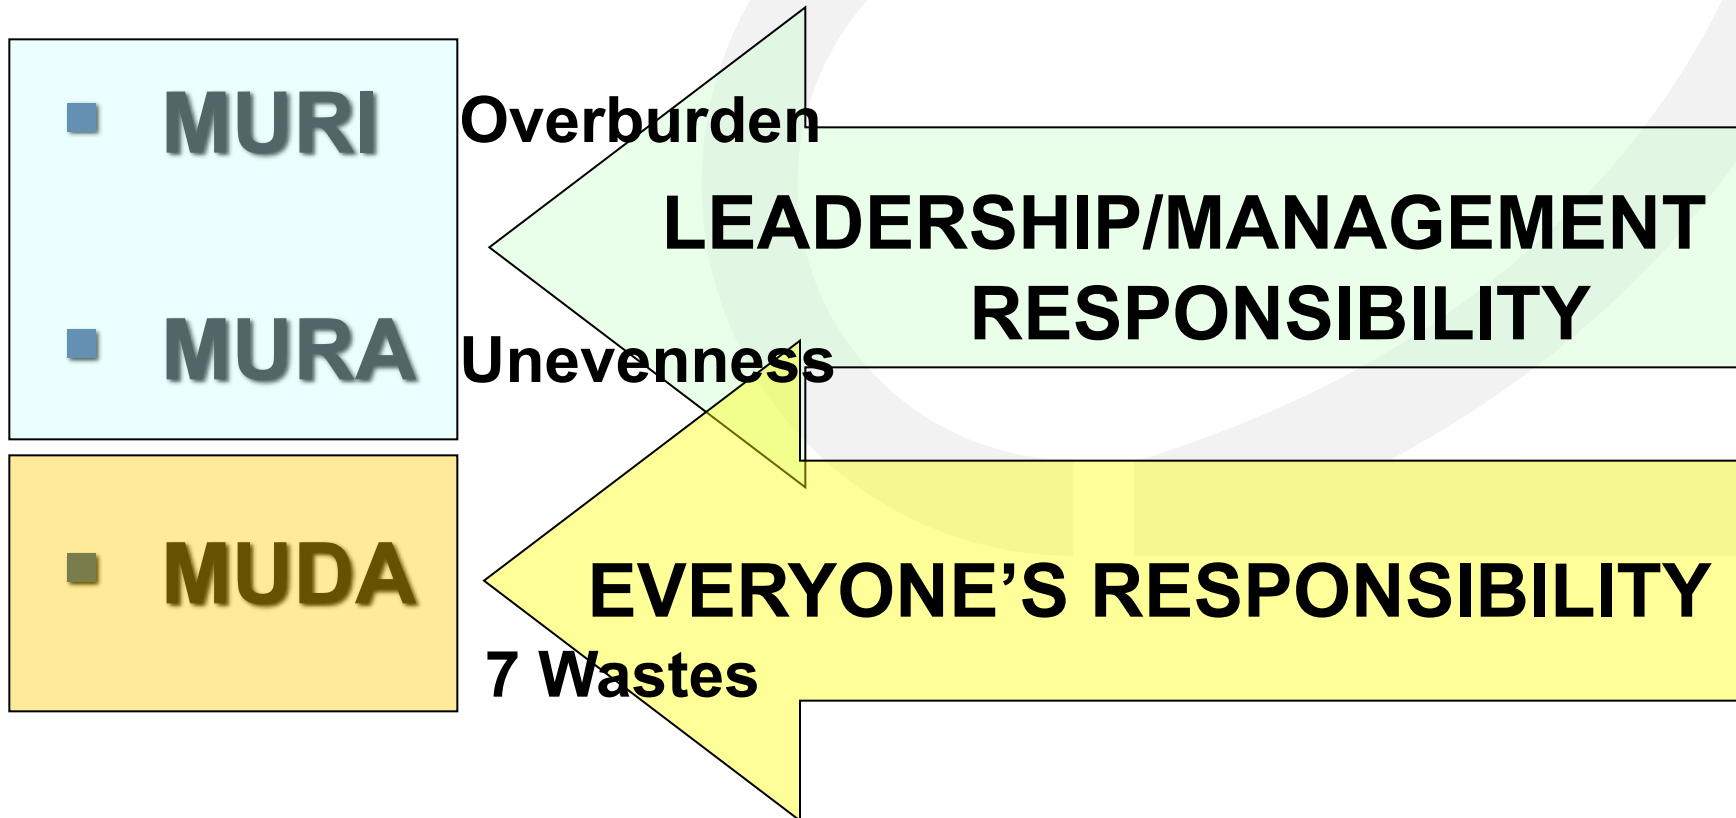 MURI Overburden
LEADERSHIP/MANAGEMENT
RESPONSIBILITY
MURA Unevenness
MUDA
EVERYONE’S RESPONSIBILITY
7 Wastes